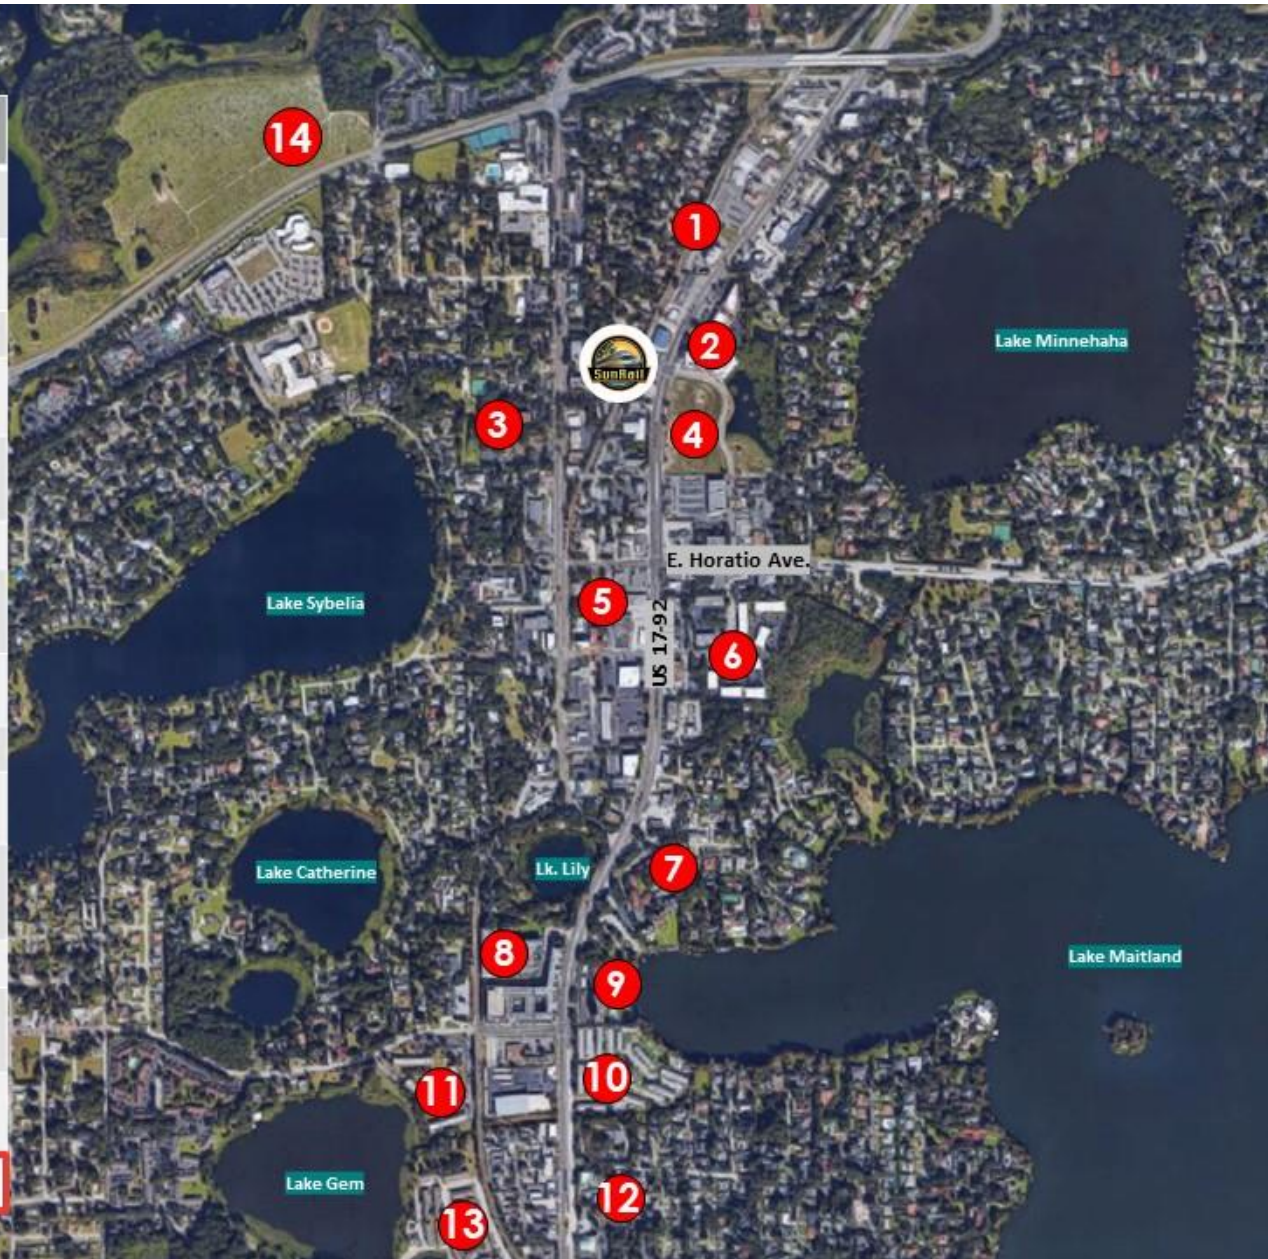 14
1
SunRail
2
Lake Minnehaha
3
4
E. Horatio Ave.
5
Lake Sybelia
US 17-92
6
7
Lake Catherine
Lk. Lily
8
9
Lake Maitland
10
11
Lake Gem
12
13